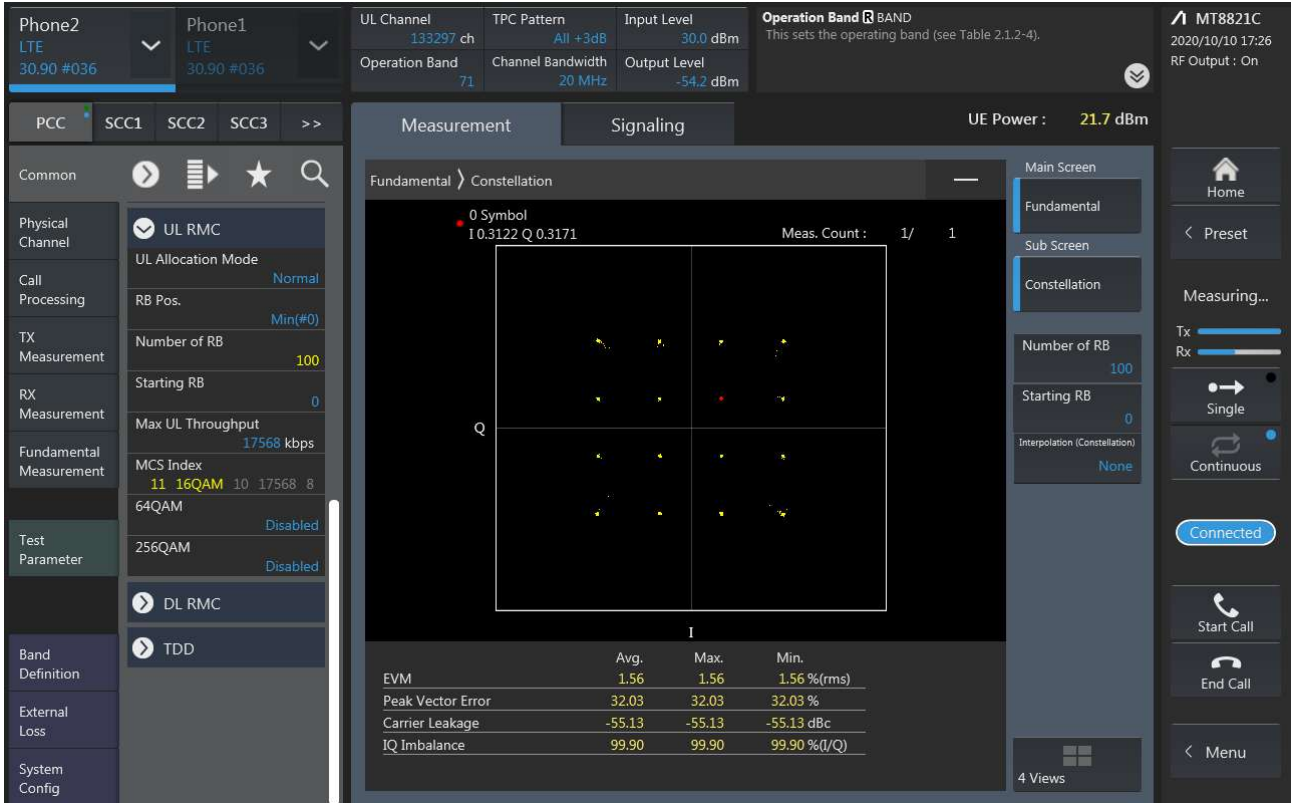 Phone2
LTE
30.90 #036
Phone1
LTE
30.90 #036
UL Channel
133297 ch
TPC Pattern
All +3dB
Input Level
30.0 dBm
Operation Band
71
Channel Bandwidth
20 MHz
Output Level
-54.2 dBm
Operation Band R BAND
This sets the operating band (see Table 2.1.2-4).
MT8821C
2020/10/10 17:26
RF Output : On
PCC
SCC1
SCC2
SCC3
>>
Measurement
Signaling
UE Power : 21.7 dBm
Common
Physical
Channel
Call
Processing
TX
Measurement
RX
Measurement
Fundamental
Measurement
Test
Parameter
Band
Definition
External
Loss
System
Config
UL RMC
UL Allocation Mode
Normal
RB Pos.
Min(#0)
Number of RB
100
Starting RB
0
Max UL Throughput
17568 kbps
MCS Index
11 16QAM 10 17568 8
64QAM
Disabled
256QAM
Disabled
DL RMC
TDD
Fundamental 〉 Constellation
0 Symbol
I 0.3122 Q 0.3171
Meas. Count : 1/ 1
Q
I
Avg. Max. Min.
EVM 1.56 1.56 1.56 %(rms)
Peak Vector Error 32.03 32.03 32.03 %
Carrier Leakage -55.13 -55.13 -55.13 dBc
IQ Imbalance 99.90 99.90 99.90 %(I/Q)
Main Screen
Fundamental
Sub Screen
Constellation
Number of RB
100
Starting RB
0
Interpolation (Constellation)
None
4 Views
Home
< Preset
Measuring...
Tx
Rx
Single
Continuous
Connected
Start Call
End Call
< Menu